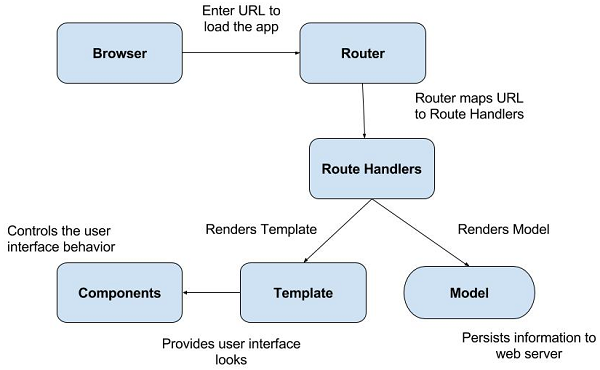 Enter URL to
load the app
Browser
Router
Router maps URL
to Route Handlers
Route Handlers
Renders Template
Renders Model
Controls the user
interface behavior
Components
Template
Model
Provides user interface
looks
Persists information to
web server